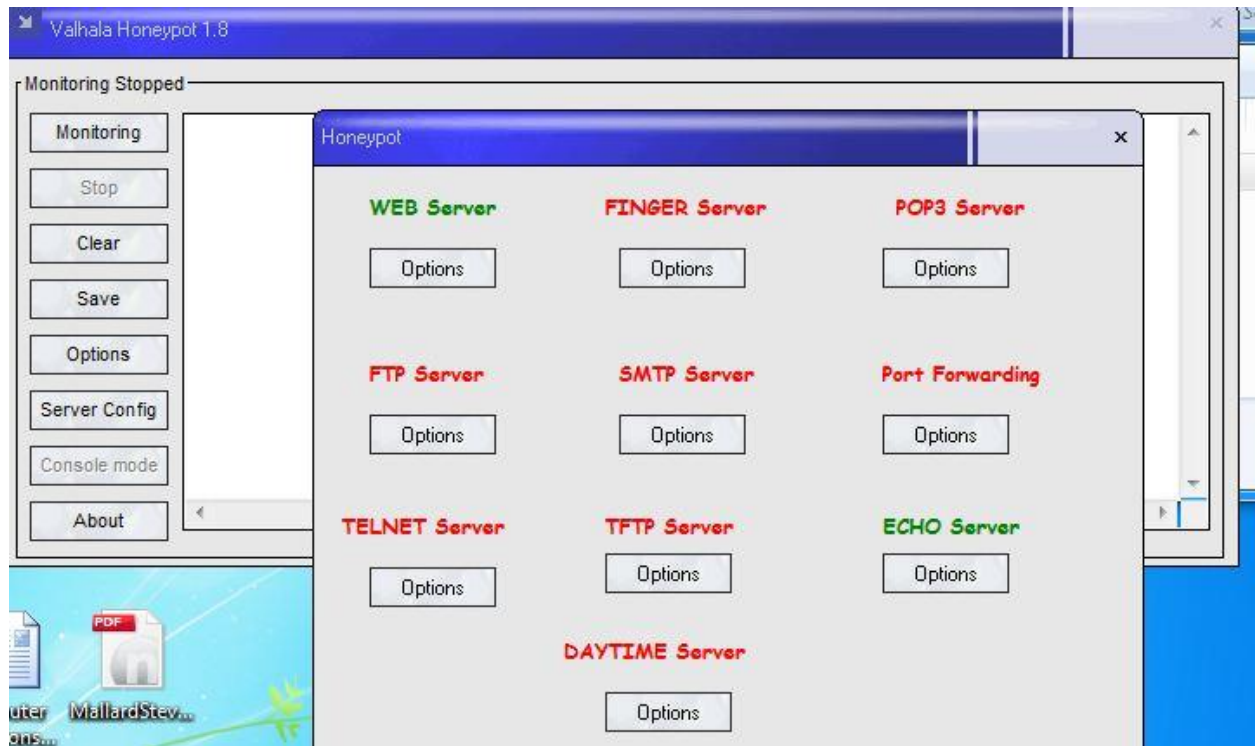 Valhala Honeypot 1.8
Monitoring Stopped
Monitoring
Stop
Clear
Save
Options
Server Config
Console mode
About
Honeypot
WEB Server
FINGER Server
POP3 Server
Options
Options
Options
FTP Server
SMTP Server
Port Forwarding
Options
Options
Options
TELNET Server
TFTP Server
ECHO Server
Options
Options
Options
DAYTIME Server
Options
PDF
MallardStev...